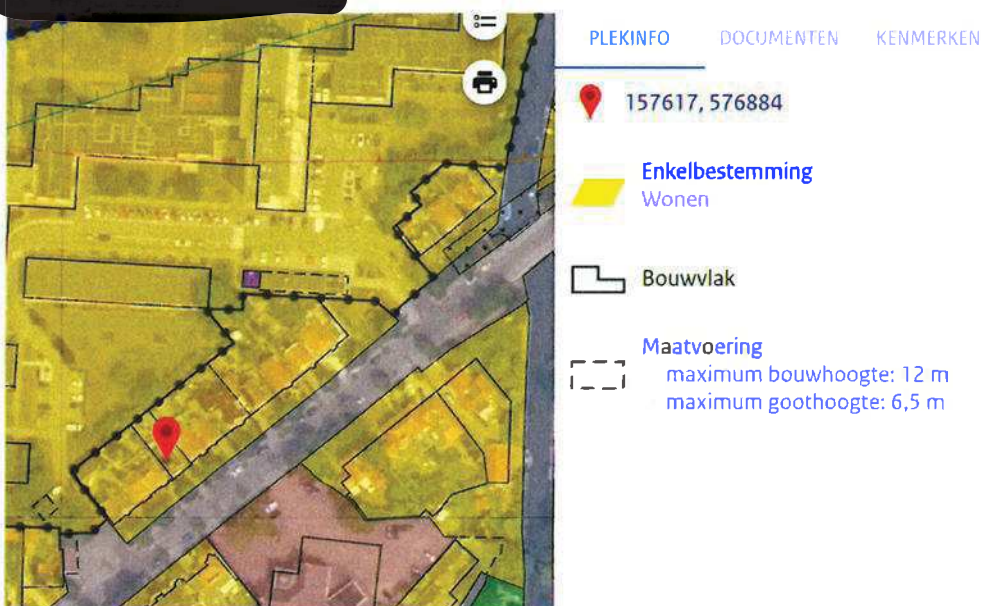 PLEKINFO DOCUMENTEN KENMERKEN
157617, 576884
Enkelbestemming
Wonen
Bouwvlak
Maatvoering
maximum bouwhoogte: 12 m
maximum goothoogte: 6,5 m